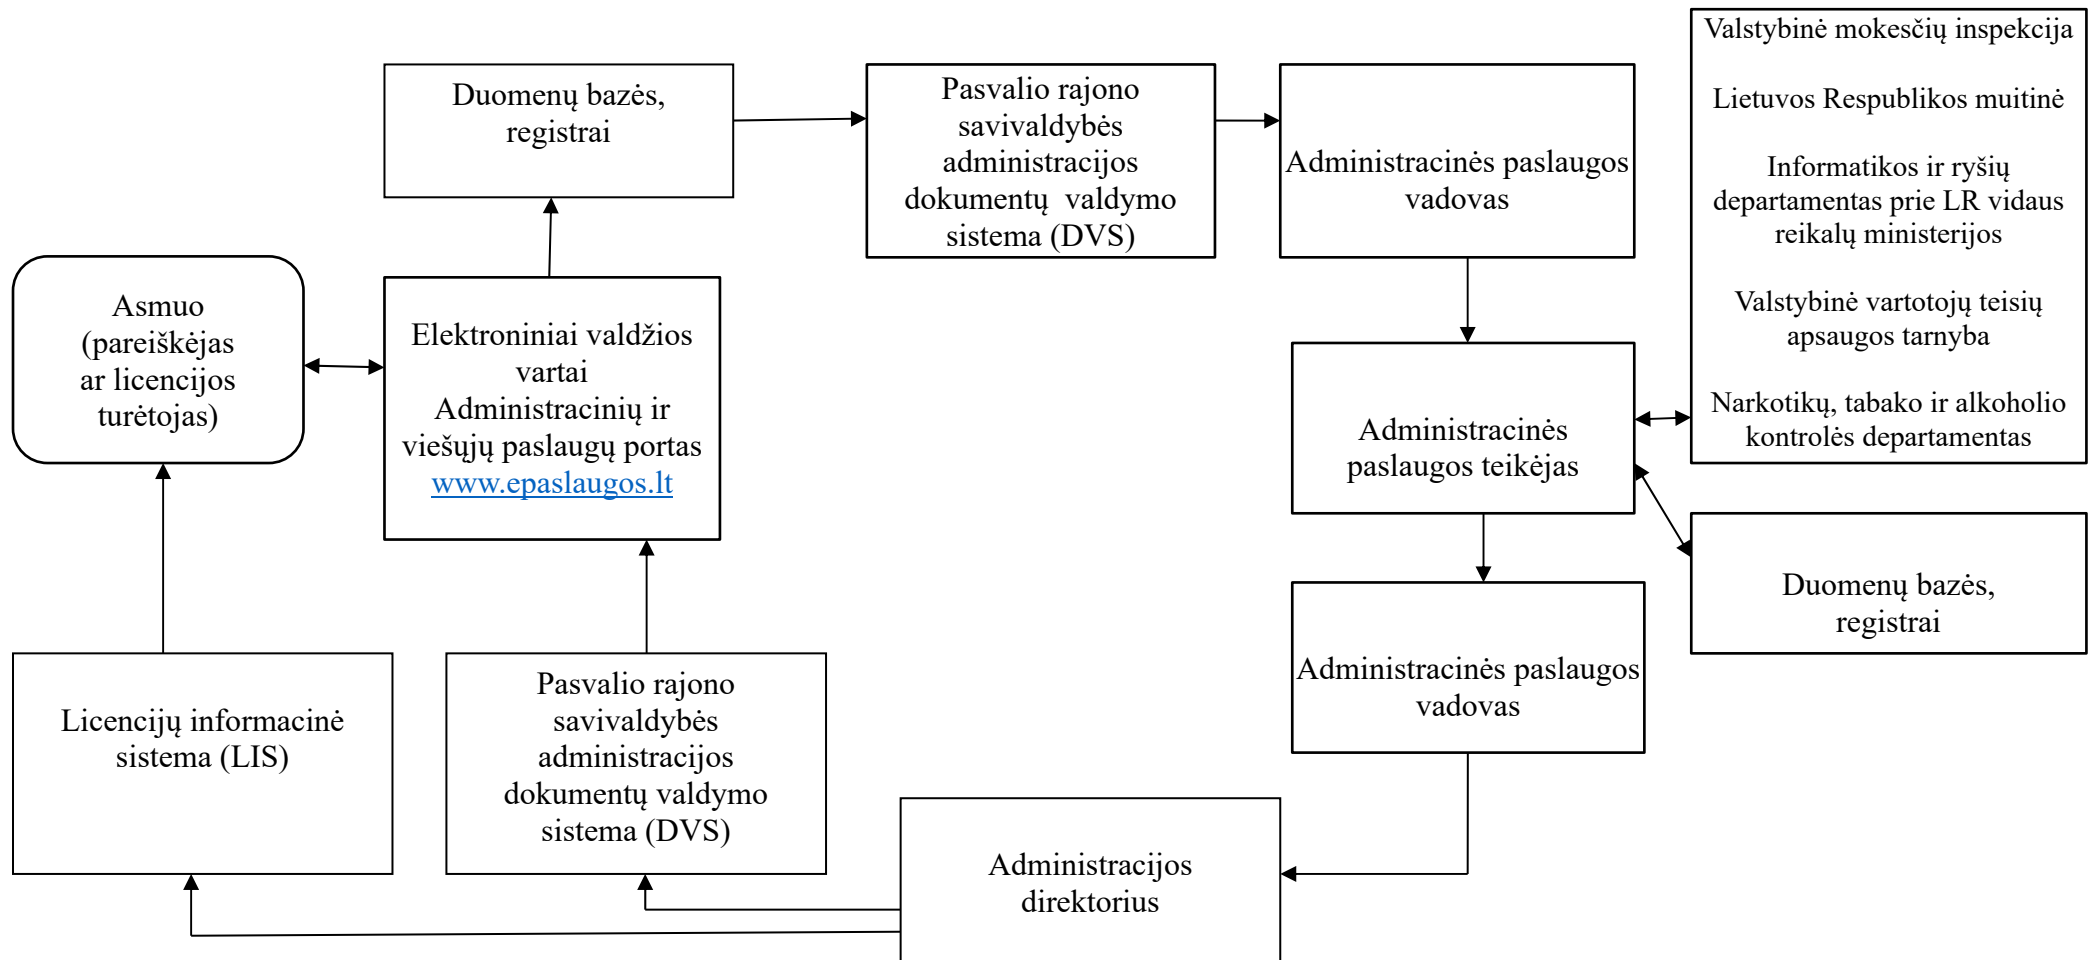 Duomenų bazės,
registrai
Pasvalio rajono
savivaldybės
administracijos
dokumentų valdymo
sistema (DVS)
Administracinės paslaugos
vadovas
Valstybinė mokesčių inspekcija
Lietuvos Respublikos muitinė
Informatikos ir ryšių
departamentas prie LR vidaus
reikalų ministerijos
Valstybinė vartotojų teisių
apsaugos tarnyba
Narkotikų, tabako ir alkoholio
kontrolės departamentas
Asmuo
(pareiškėjas
ar licencijos
turėtojas)
Elektroniniai valdžios
vartai
Administracinių ir
viešųjų paslaugų portas
www.epaslaugos.lt
Administracinės
paslaugos teikėjas
Duomenų bazės,
registrai
Administracinės paslaugos
vadovas
Licencijų informacinė
sistema (LIS)
Pasvalio rajono
savivaldybės
administracijos
dokumentų valdymo
sistema (DVS)
Administracijos
direktorius